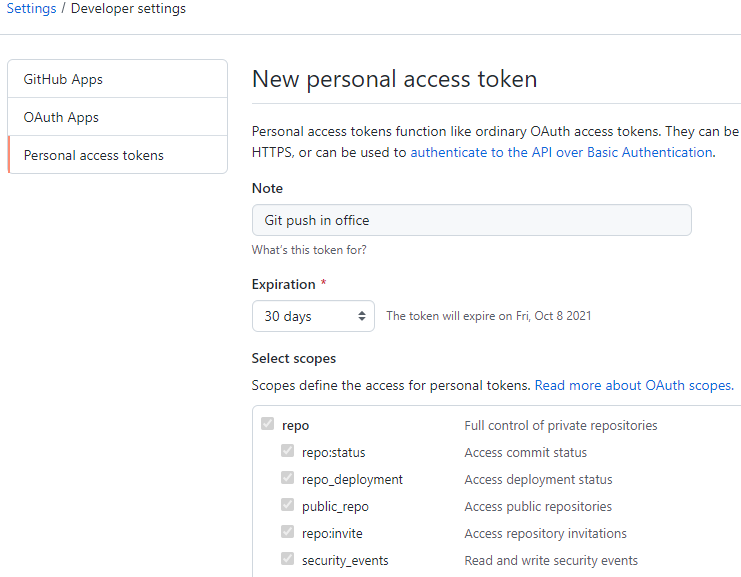 Settings / Developer settings
GitHub Apps
OAuth Apps
Personal access tokens
New personal access token
Personal access tokens function like ordinary OAuth access tokens. They can be
HTTPS, or can be used to authenticate to the API over Basic Authentication.
Note
Git push in office
What's this token for?
Expiration *
30 days
The token will expire on Fri, Oct 8 2021
Select scopes
Scopes define the access for personal tokens. Read more about OAuth scopes.
repo Full control of private repositories
repo:status Access commit status
repo_deployment Access deployment status
public_repo Access public repositories
repo:invite Access repository invitations
security_events Read and write security events